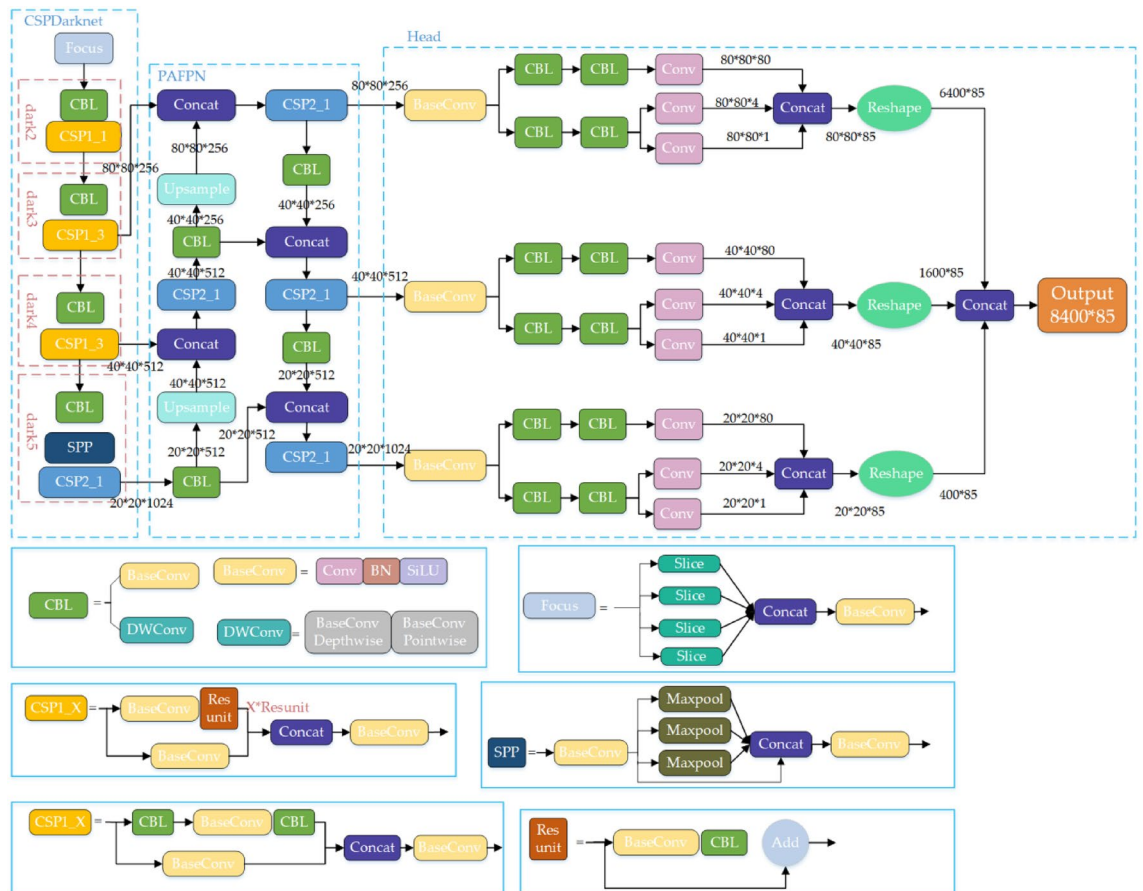 CSPDarknet
Focus
dark2
CBL
CSP1_1
80*80*256
dark3
CBL
CSP1_3
dark4
CBL
CSP1_3
40*40*512
dark5
CBL
SPP
CSP2_1
20*20*1024
PAFPN
Concat
CSP2_1
80*80*256
80*80*256
CBL
Upsample
40*40*256
40*40*256
CBL
Concat
40*40*512
CSP2_1
CSP2_1
40*40*512
Concat
CBL
40*40*512
20*20*512
Upsample
Concat
20*20*512
20*20*512
CSP2_1
20*20*1024
CBL
Head
BaseConv
CBL
CBL
Conv
80*80*80
CBL
CBL
Conv
80*80*4
Conv
80*80*1
Concat
80*80*85
Reshape
6400*85
BaseConv
CBL
CBL
Conv
40*40*80
CBL
CBL
Conv
40*40*4
Conv
40*40*1
Concat
40*40*85
Reshape
1600*85
Concat
Output
8400*85
BaseConv
CBL
CBL
Conv
20*20*80
CBL
CBL
Conv
20*20*4
Conv
20*20*1
Concat
20*20*85
Reshape
400*85
CBL =
BaseConv
DWConv
BaseConv = Conv BN SiLU
DWConv = BaseConv Depthwise BaseConv Pointwise
Focus =
Slice
Slice
Slice
Slice
Concat
BaseConv
CSP1_X =
BaseConv
Res unit
X*Resunit
BaseConv
Concat
BaseConv
SPP =
BaseConv
Maxpool
Maxpool
Maxpool
Concat
BaseConv
CSP1_X =
CBL
BaseConv
CBL
BaseConv
Concat
BaseConv
Res unit =
BaseConv
CBL
Add